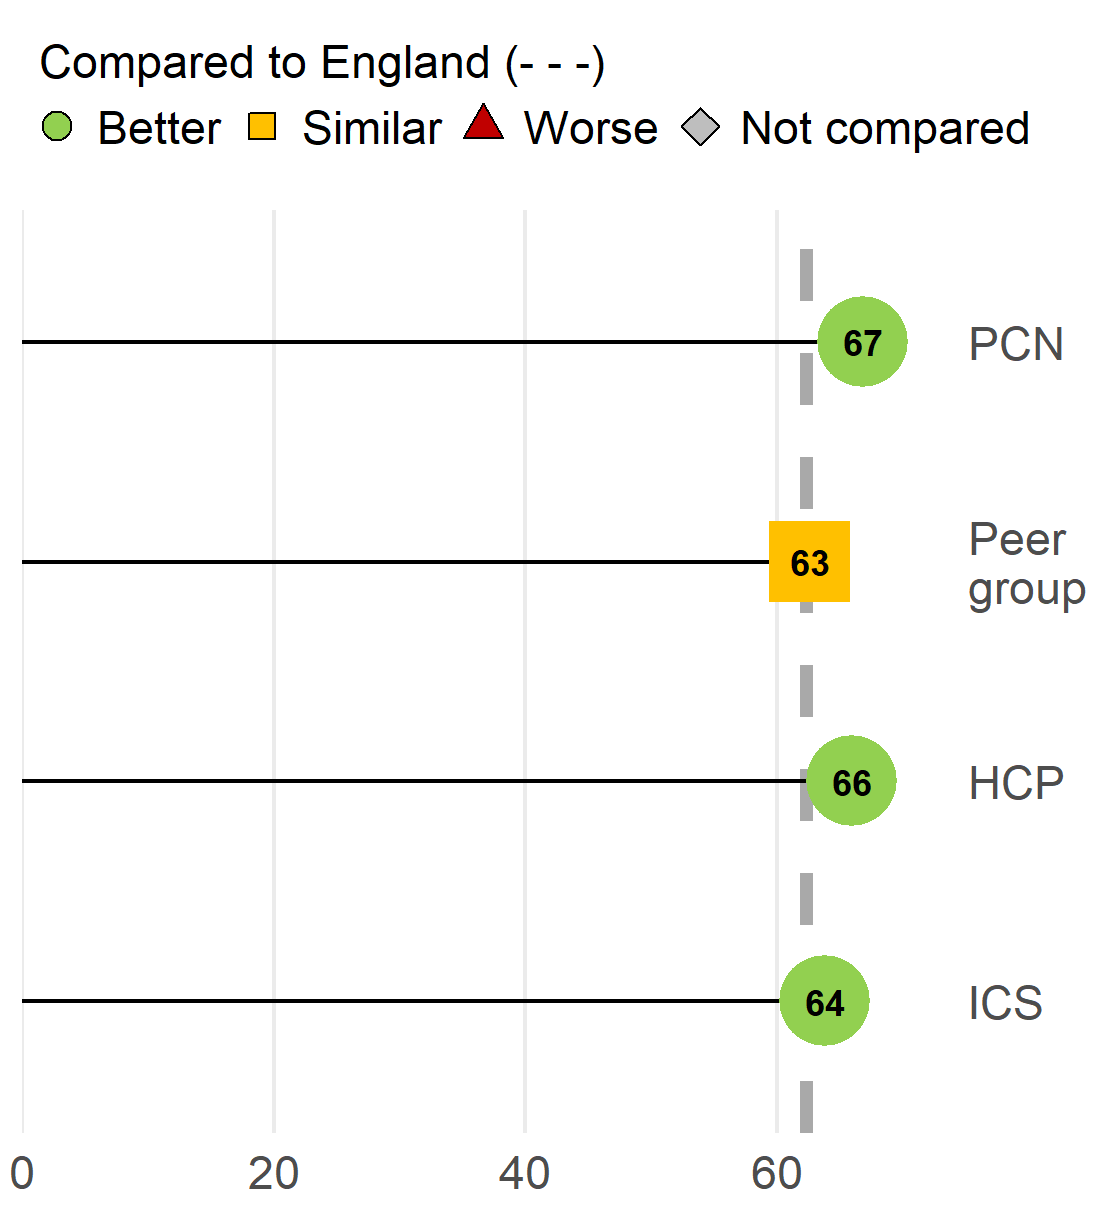 Compared to England (- - -)
Better Similar Worse Not compared
67 PCN
63 Peer
group
66 HCP
64 ICS
0 20 40 60